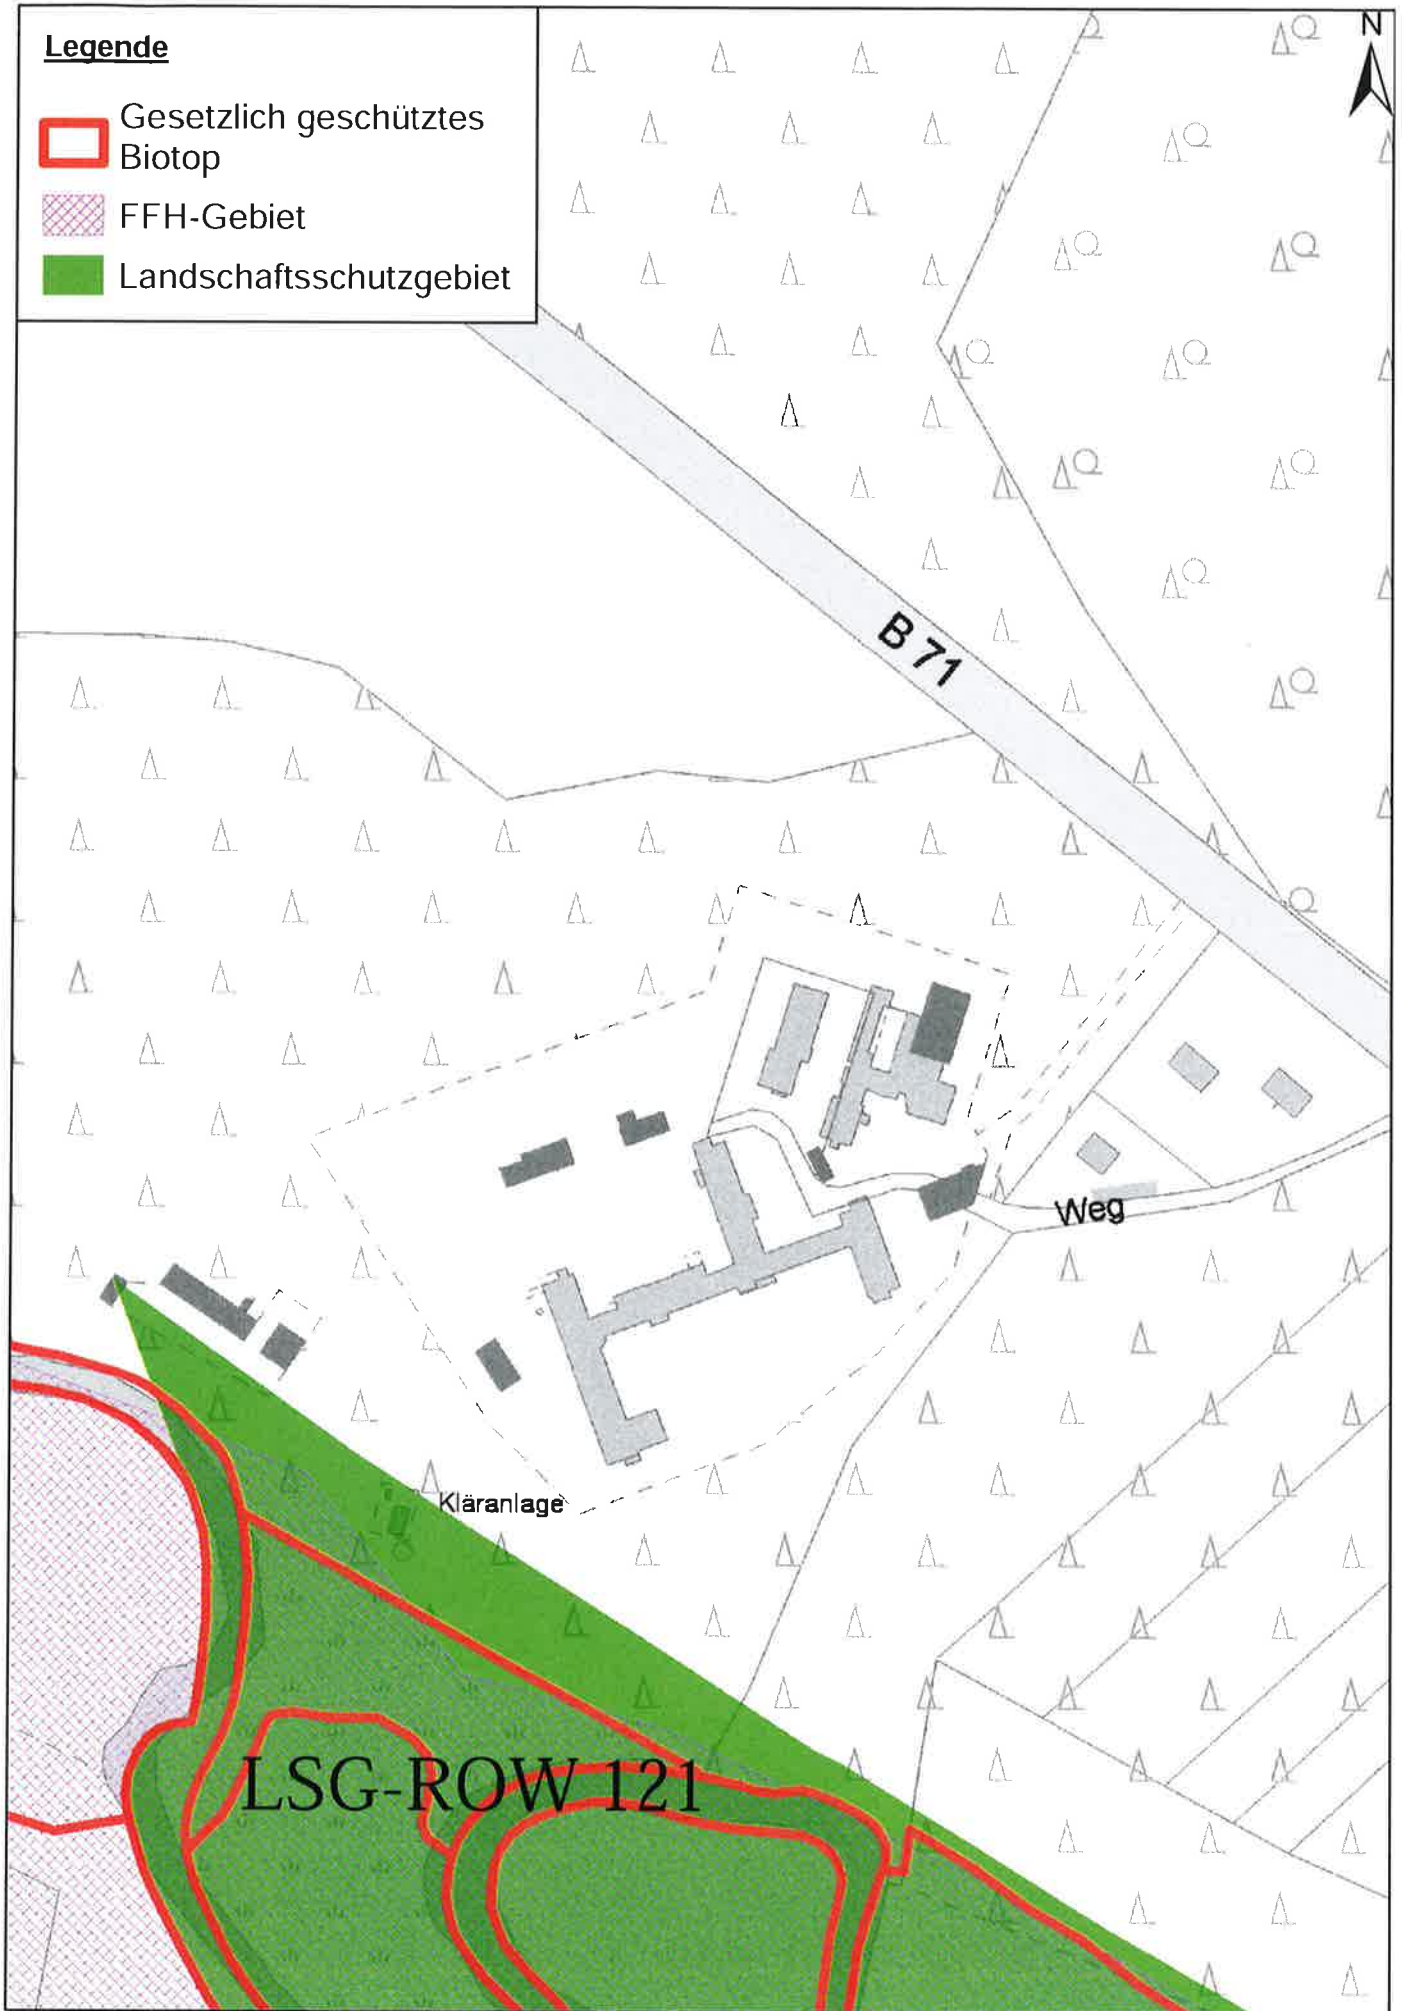 Legende
Gesetzlich geschütztes
Biotop
FFH-Gebiet
Landschaftsschutzgebiet
N
B 71
Weg
Kläranlage
LSG-ROW 121